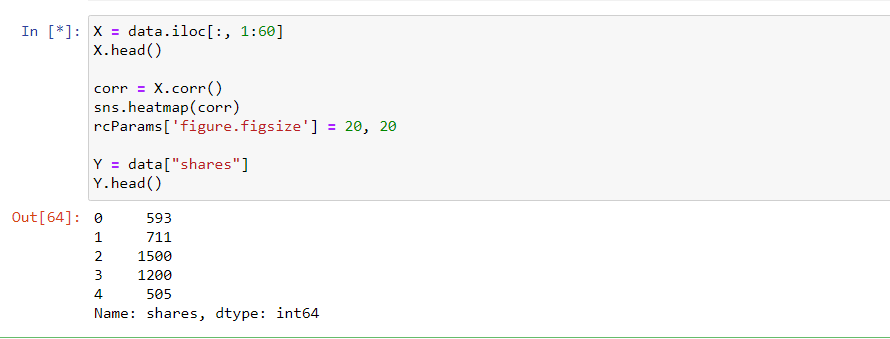 In [*]: X = data.iloc[:, 1:60]
X.head()
corr = X.corr()
sns.heatmap(corr)
rcParams['figure.figsize'] = 20, 20
Y = data["shares"]
Y.head()
Out[64]: 0 593
1 711
2 1500
3 1200
4 505
Name: shares, dtype: int64